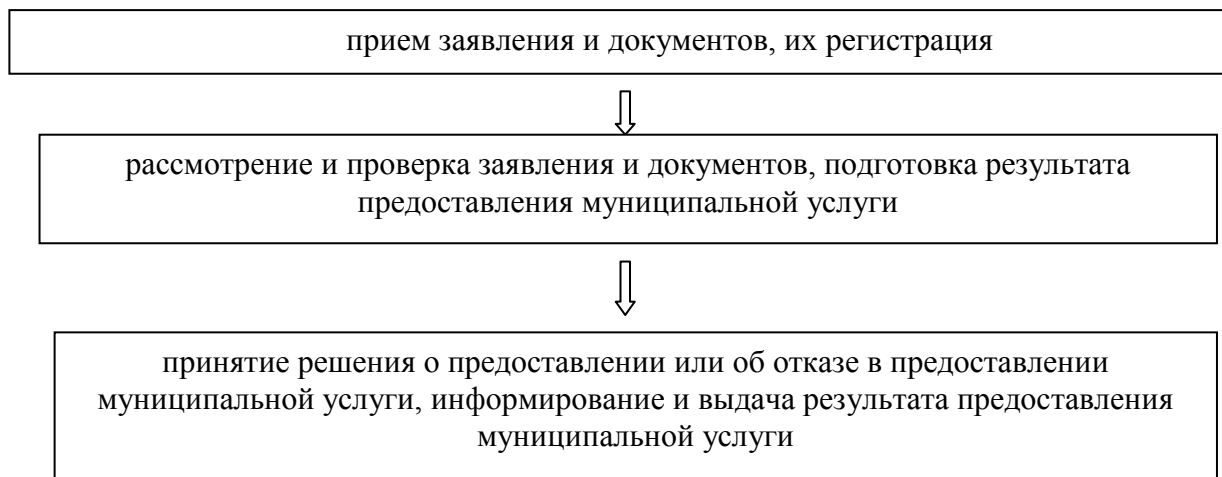 прием заявления и документов, их регистрация
рассмотрение и проверка заявления и документов, подготовка результата
предоставления муниципальной услуги
принятие решения о предоставлении или об отказе в предоставлении
муниципальной услуги, информирование и выдача результата предоставления
муниципальной услуги